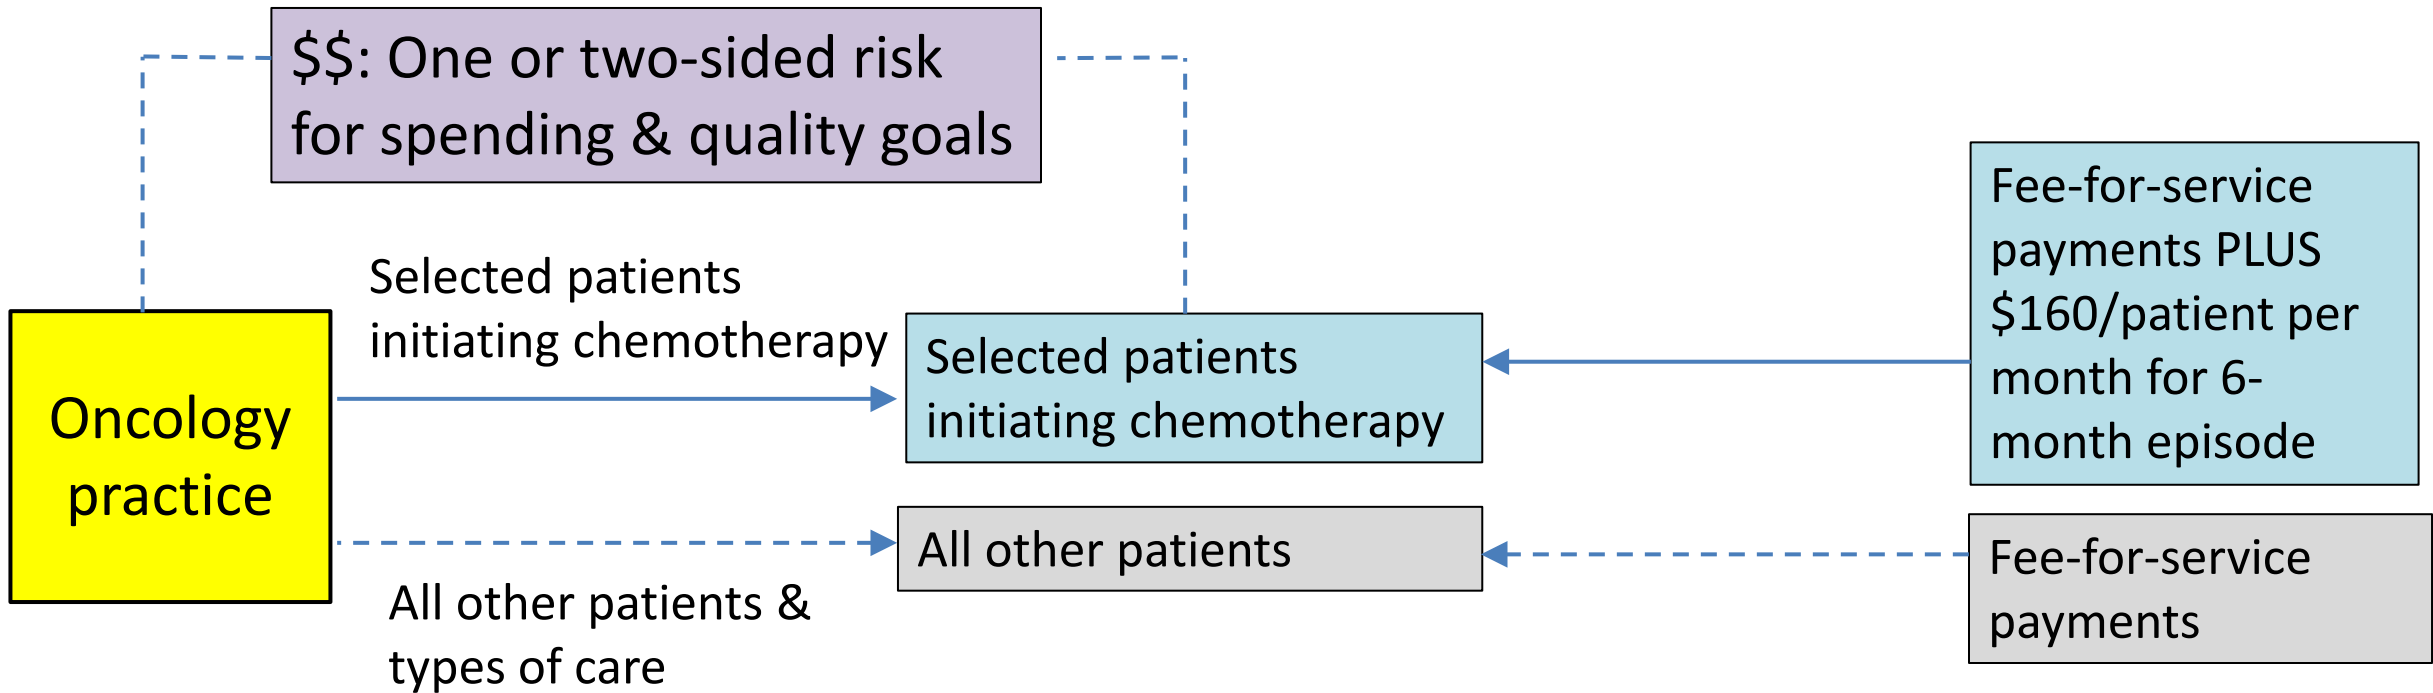 $$: One or two-sided risk
for spending & quality goals
Selected patients
initiating chemotherapy
Oncology
practice
Selected patients
initiating chemotherapy
Fee-for-service
payments PLUS
$160/patient per
month for 6-
month episode
All other patients &
types of care
All other patients
Fee-for-service
payments